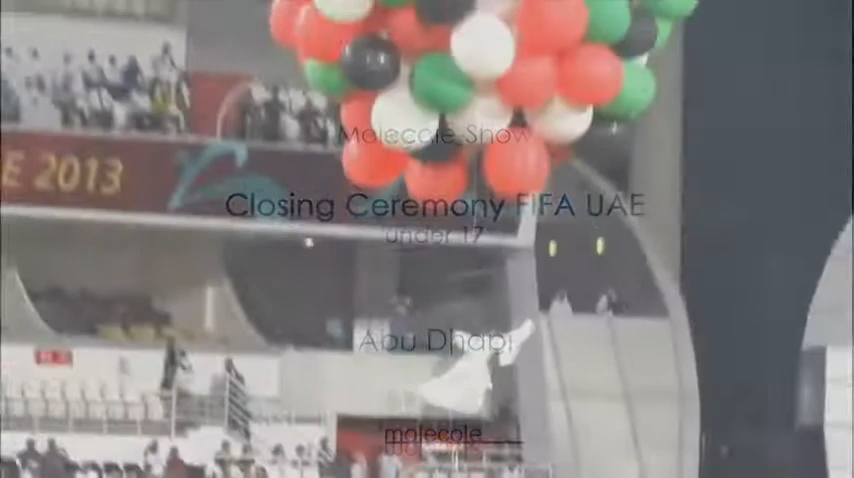 Molecole Show
E 2013
Closing Ceremony FIFA UAE
under 17
Abu Dhabi
molecole